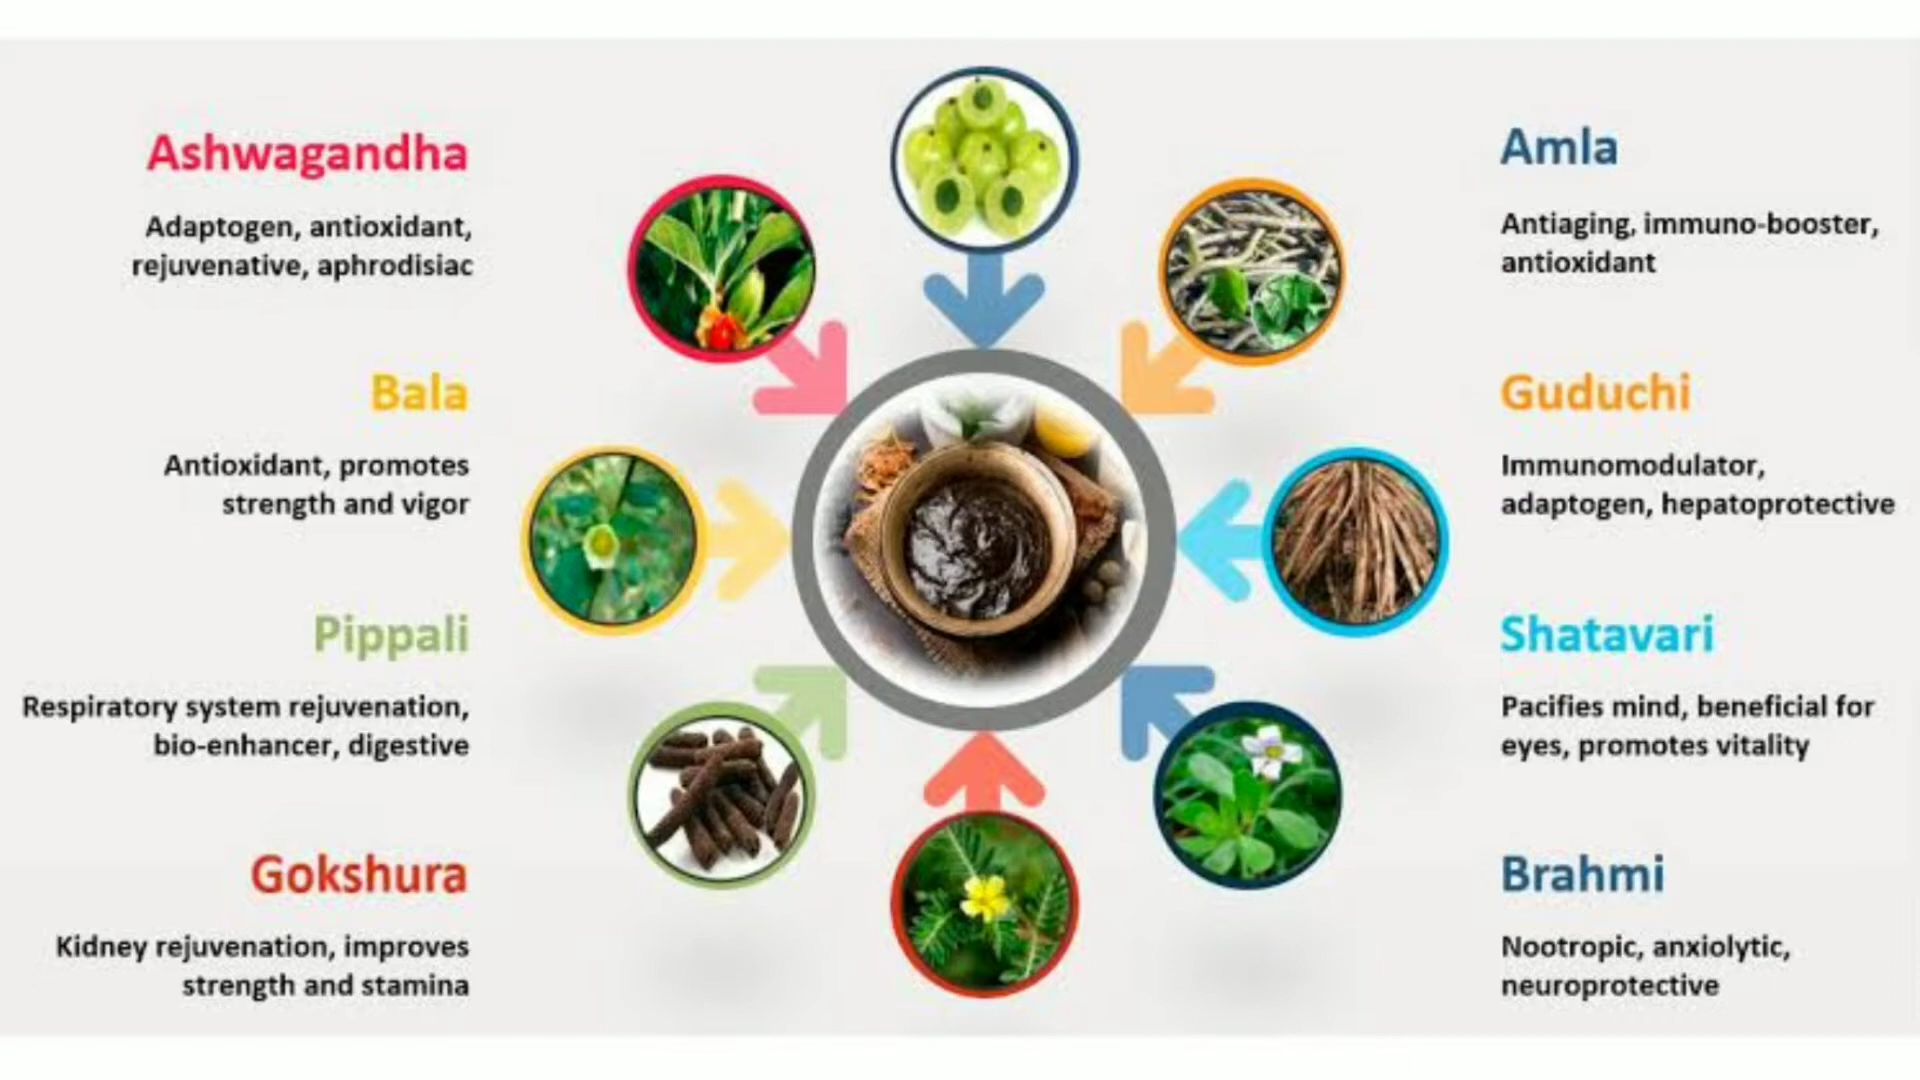 Ashwagandha
Adaptogen, antioxidant,
rejuvenative, aphrodisiac
Bala
Antioxidant, promotes
strength and vigor
Pippali
Respiratory system rejuvenation,
bio-enhancer, digestive
Gokshura
Kidney rejuvenation, improves
strength and stamina
Amla
Antiaging, immuno-booster,
antioxidant
Guduchi
Immunomodulator,
adaptogen, hepatoprotective
Shatavari
Pacifies mind, beneficial for
eyes, promotes vitality
Brahmi
Nootropic, anxiolytic,
neuroprotective